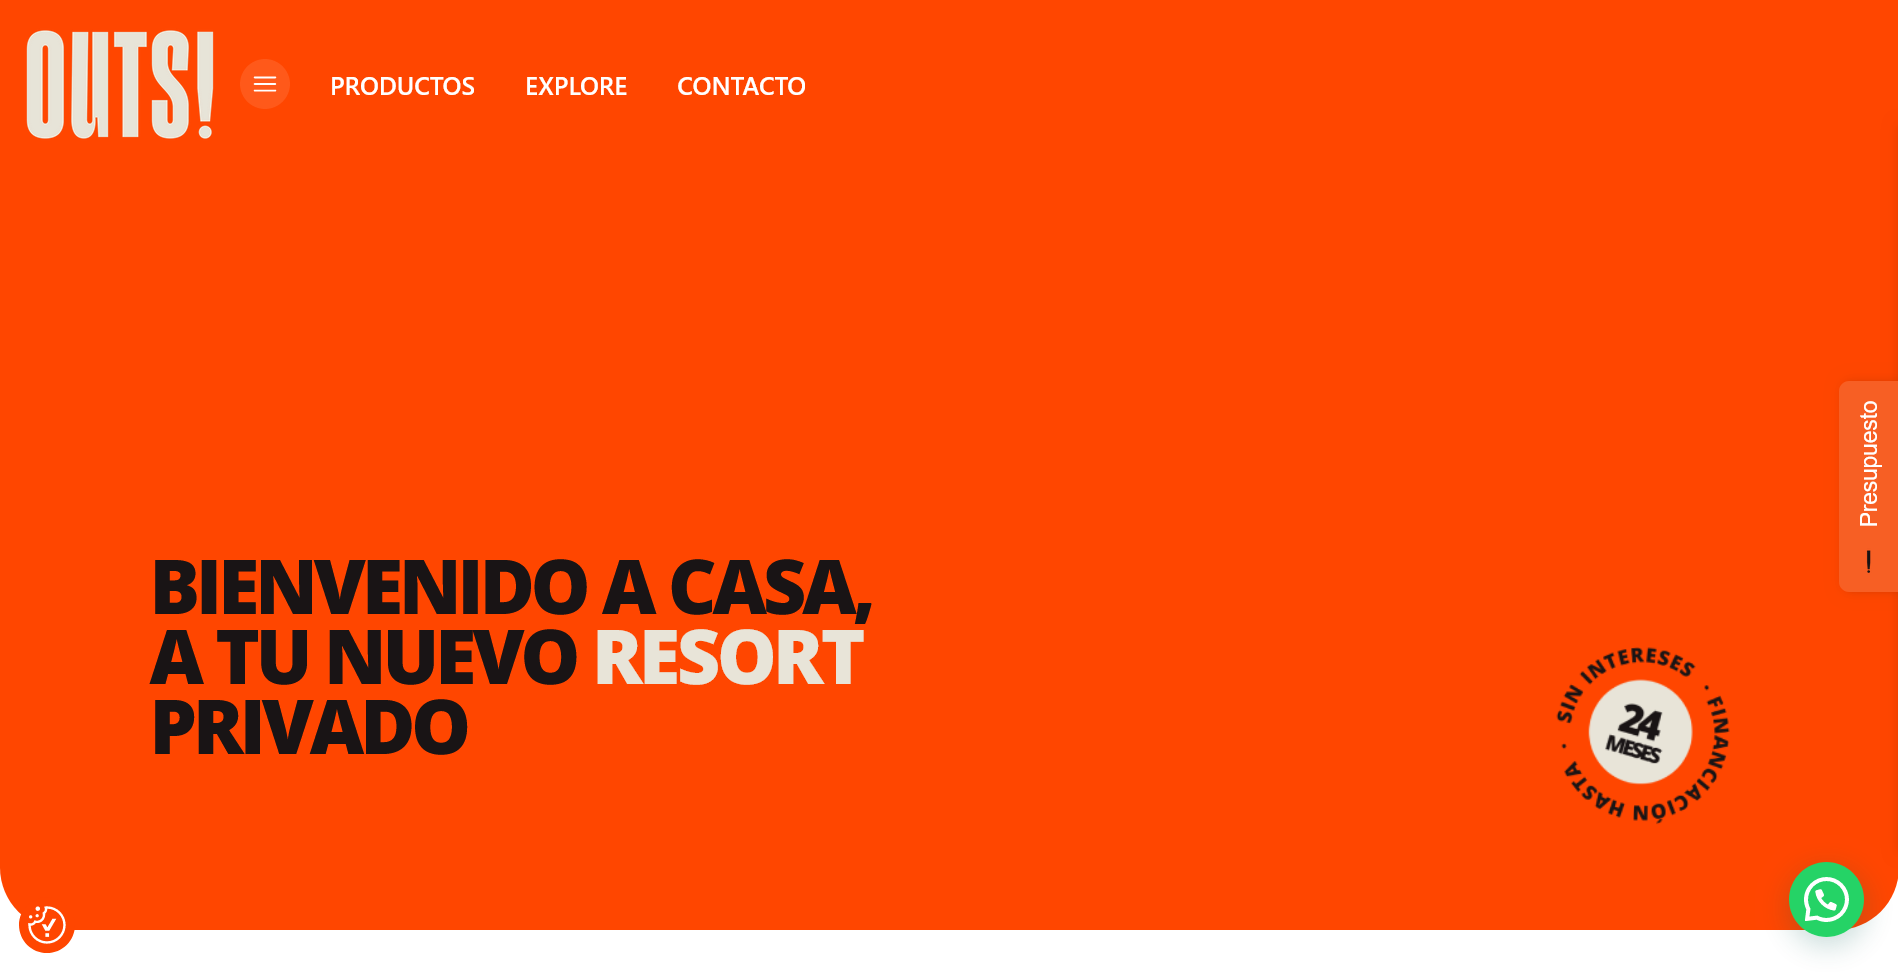 OUTS!
PRODUCTOS EXPLORE CONTACTO
Presupuesto
BIENVENIDO A CASA,
A TU NUEVO RESORT
PRIVADO
· FINANCIACIÓN HASTA · SIN INTERESES
24
MESES